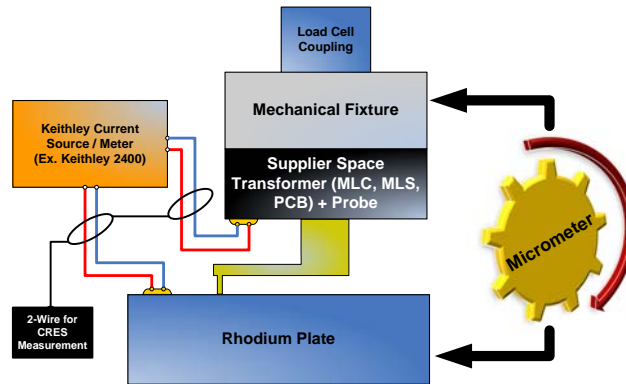 Load Cell
Coupling
Mechanical Fixture
Keithley Current
Source / Meter
(Ex. Keithley 2400)
Supplier Space
Transformer (MLC, MLS,
PCB) + Probe
Micrometer
2-Wire for
CRES
Measurement
Rhodium Plate